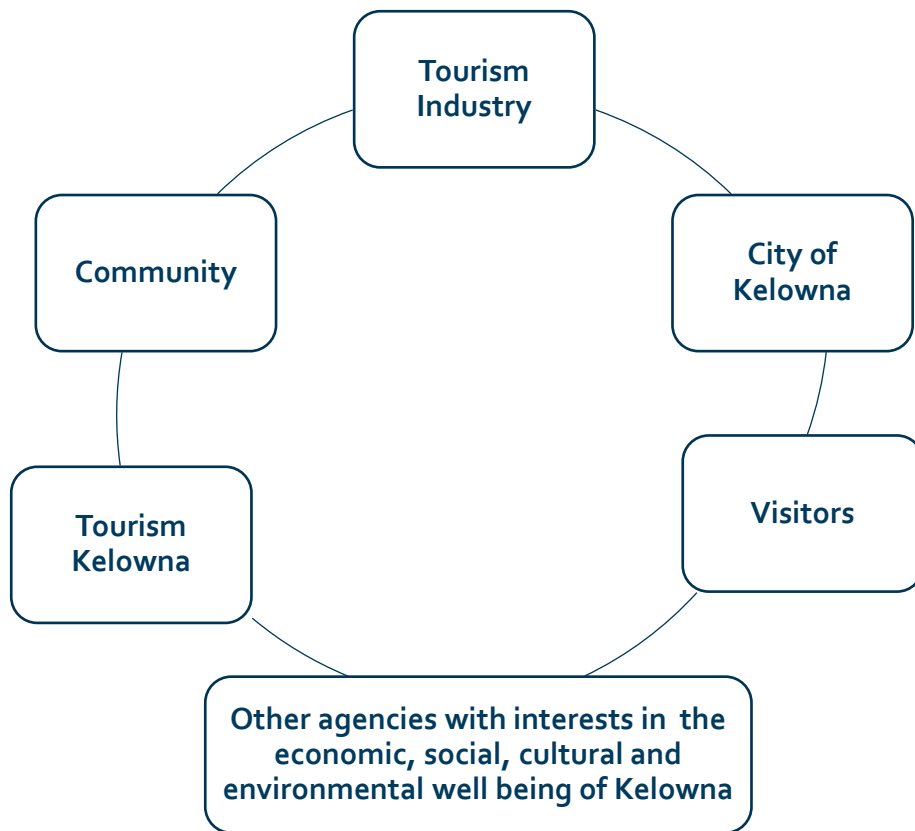 Tourism
Industry
City of
Kelowna
Visitors
Other agencies with interests in the
economic, social, cultural and
environmental well being of Kelowna
Tourism
Kelowna
Community